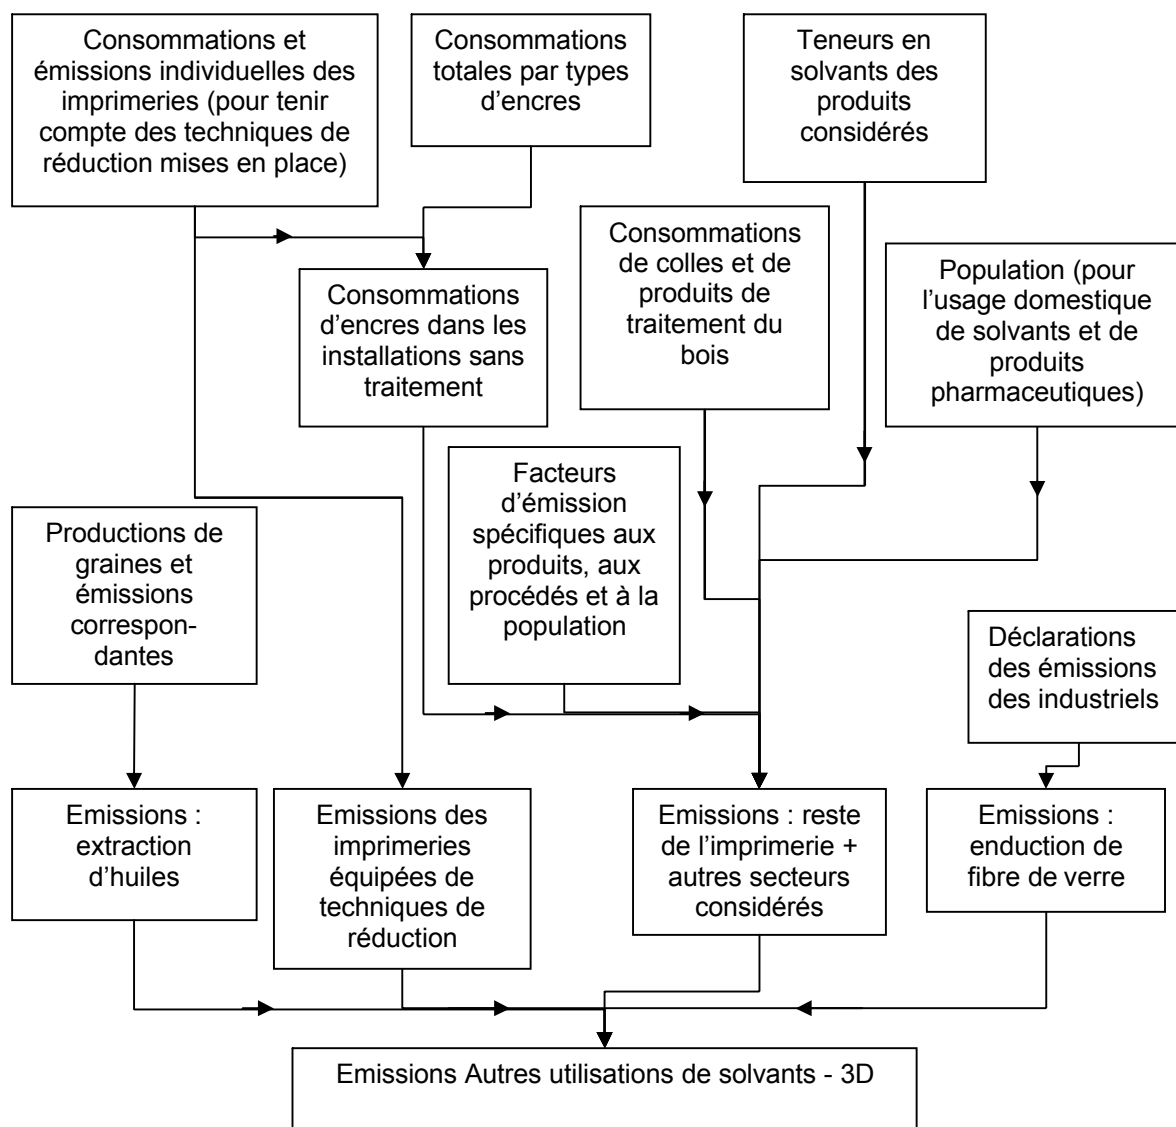 Consommations et
émissions individuelles des
imprimeries (pour tenir
compte des techniques de
réduction mises en place)
Consommations
totales par types
d’encres
Teneurs en
solvants des
produits
considérés
Consommations
d’encres dans les
installations sans
traitement
Consommations
de colles et de
produits de
traitement du
bois
Population (pour
l’usage domestique
de solvants et de
produits
pharmaceutiques)
Facteurs
d’émission
spécifiques aux
produits, aux
procédés et à la
population
Productions de
graines et
émissions
correspon-
dantes
Déclarations
des émissions
des industriels
Emissions :
extraction
d’huiles
Emissions des
imprimeries
équipées de
techniques de
réduction
Emissions : reste
de l’imprimerie +
autres secteurs
considérés
Emissions :
enduction de
fibre de verre
Emissions Autres utilisations de solvants - 3D